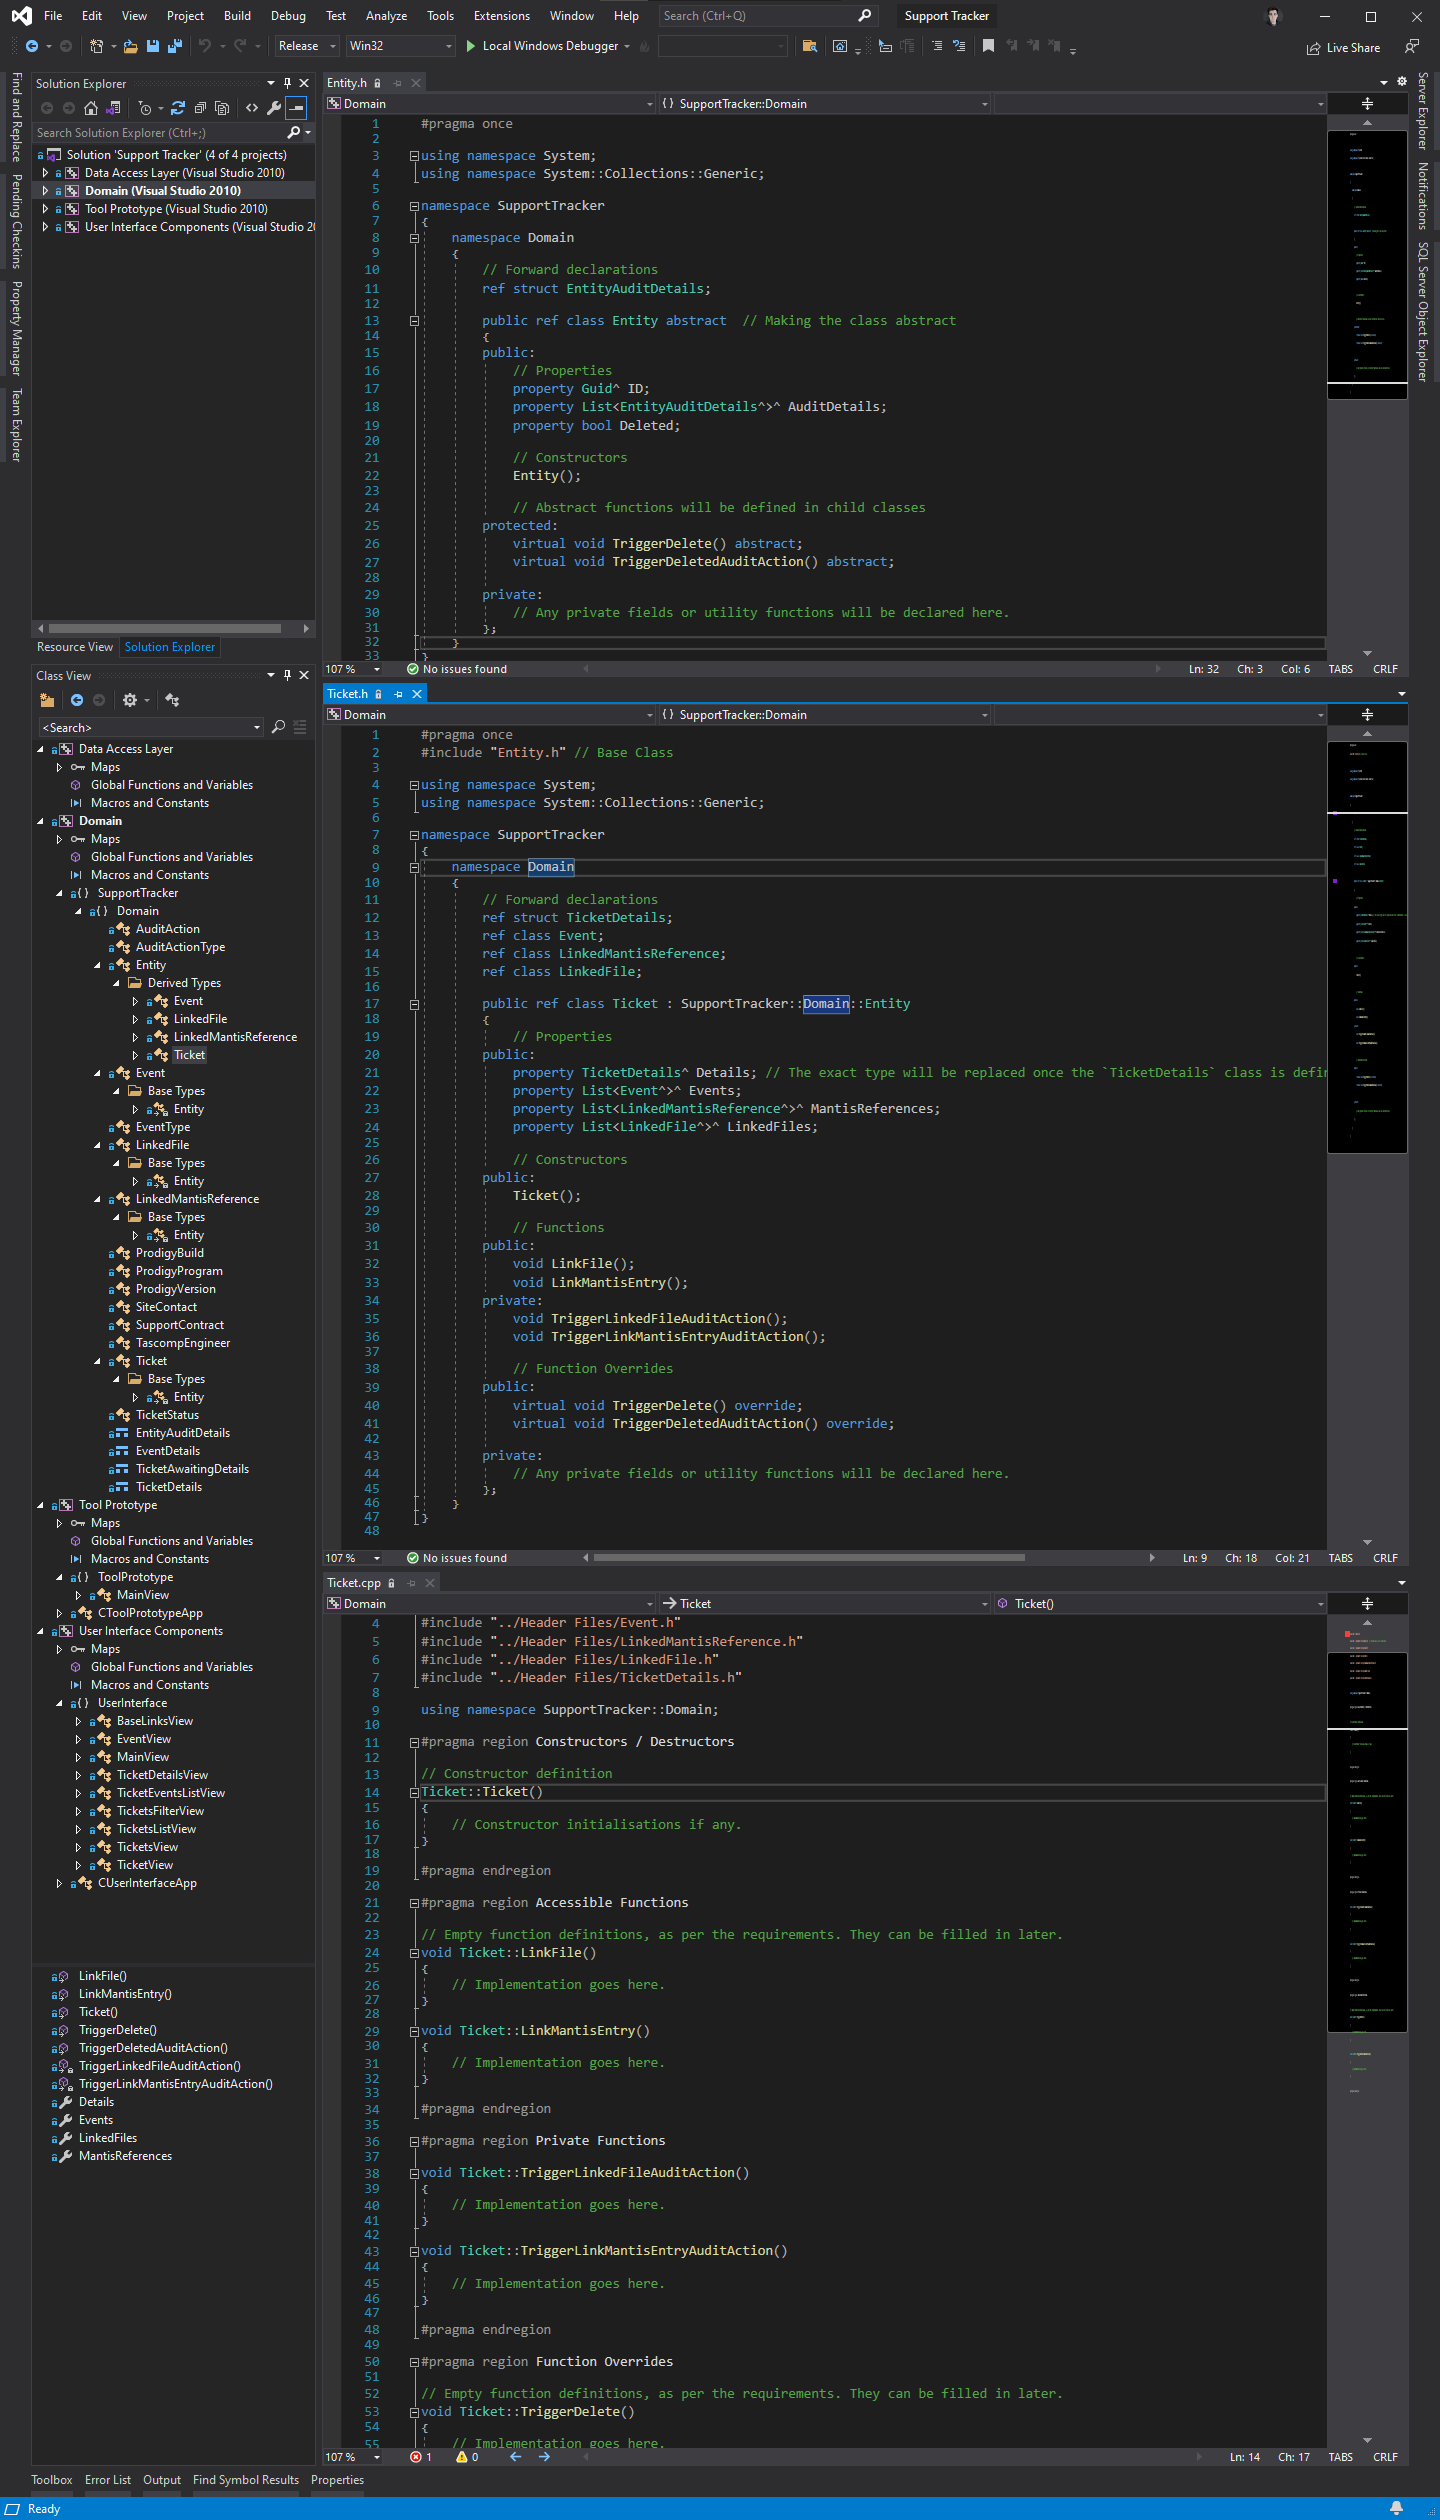 File Edit View Project Build Debug Test Analyze Tools Extensions Window Help Search (Ctrl+Q) Support Tracker
Release Win32 Local Windows Debugger Live Share
Find and Replace
Pending Checkins
Property Manager
Team Explorer
Solution Explorer
Search Solution Explorer (Ctrl+;)
Solution 'Support Tracker' (4 of 4 projects)
Data Access Layer (Visual Studio 2010)
Domain (Visual Studio 2010)
Tool Prototype (Visual Studio 2010)
User Interface Components (Visual Studio 20
Resource View Solution Explorer
Class View
<Search>
Data Access Layer
Maps
Global Functions and Variables
Macros and Constants
Domain
Maps
Global Functions and Variables
Macros and Constants
{} SupportTracker
{} Domain
AuditAction
AuditActionType
Entity
Derived Types
Event
LinkedFile
LinkedMantisReference
Ticket
Event
Base Types
Entity
EventType
LinkedFile
Base Types
Entity
LinkedMantisReference
Base Types
Entity
ProdigyBuild
ProdigyProgram
ProdigyVersion
SiteContact
SupportContract
TascompEngineer
Ticket
Base Types
Entity
TicketStatus
EntityAuditDetails
EventDetails
TicketAwaitingDetails
TicketDetails
Tool Prototype
Maps
Global Functions and Variables
Macros and Constants
{} ToolPrototype
MainView
CToolPrototypeApp
User Interface Components
Maps
Global Functions and Variables
Macros and Constants
{} UserInterface
BaseLinksView
EventView
MainView
TicketDetailsView
TicketEventsListView
TicketsFilterView
TicketsListView
TicketsView
TicketView
CUserInterfaceApp
LinkFile()
LinkMantisEntry()
Ticket()
TriggerDelete()
TriggerDeletedAuditAction()
TriggerLinkedFileAuditAction()
TriggerLinkMantisEntryAuditAction()
Details
Events
LinkedFiles
MantisReferences
Entity.h
Domain {} SupportTracker::Domain
1 #pragma once
2
3 using namespace System;
4 using namespace System::Collections::Generic;
5
6 namespace SupportTracker
7 {
8 namespace Domain
9 {
10 // Forward declarations
11 ref struct EntityAuditDetails;
12
13 public ref class Entity abstract // Making the class abstract
14 {
15 public:
16 // Properties
17 property Guid^ ID;
18 property List<EntityAuditDetails^>^ AuditDetails;
19 property bool Deleted;
20
21 // Constructors
22 Entity();
23
24 // Abstract functions will be defined in child classes
25 protected:
26 virtual void TriggerDelete() abstract;
27 virtual void TriggerDeletedAuditAction() abstract;
28
29 private:
30 // Any private fields or utility functions will be declared here.
31 };
32 }
33 }
107 % No issues found Ln: 32 Ch: 3 Col: 6 TABS CRLF
Ticket.h
Domain {} SupportTracker::Domain
1 #pragma once
2 #include "Entity.h" // Base Class
3
4 using namespace System;
5 using namespace System::Collections::Generic;
6
7 namespace SupportTracker
8 {
9 namespace Domain
10 {
11 // Forward declarations
12 ref struct TicketDetails;
13 ref class Event;
14 ref class LinkedMantisReference;
15 ref class LinkedFile;
16
17 public ref class Ticket : SupportTracker::Domain::Entity
18 {
19 // Properties
20 public:
21 property TicketDetails^ Details; // The exact type will be replaced once the `TicketDetails` class is defin
22 property List<Event^>^ Events;
23 property List<LinkedMantisReference^>^ MantisReferences;
24 property List<LinkedFile^>^ LinkedFiles;
25
26 // Constructors
27 public:
28 Ticket();
29
30 // Functions
31 public:
32 void LinkFile();
33 void LinkMantisEntry();
34 private:
35 void TriggerLinkedFileAuditAction();
36 void TriggerLinkMantisEntryAuditAction();
37
38 // Function Overrides
39 public:
40 virtual void TriggerDelete() override;
41 virtual void TriggerDeletedAuditAction() override;
42
43 private:
44 // Any private fields or utility functions will be declared here.
45 };
46 }
47 }
48
107 % No issues found Ln: 9 Ch: 18 Col: 21 TABS CRLF
Ticket.cpp
Domain Ticket Ticket()
4 #include "../Header Files/Event.h"
5 #include "../Header Files/LinkedMantisReference.h"
6 #include "../Header Files/LinkedFile.h"
7 #include "../Header Files/TicketDetails.h"
8
9 using namespace SupportTracker::Domain;
10
11 #pragma region Constructors / Destructors
12
13 // Constructor definition
14 Ticket::Ticket()
15 {
16 // Constructor initialisations if any.
17 }
18
19 #pragma endregion
20
21 #pragma region Accessible Functions
22
23 // Empty function definitions, as per the requirements. They can be filled in later.
24 void Ticket::LinkFile()
25 {
26 // Implementation goes here.
27 }
28
29 void Ticket::LinkMantisEntry()
30 {
31 // Implementation goes here.
32 }
33
34 #pragma endregion
35
36 #pragma region Private Functions
37
38 void Ticket::TriggerLinkedFileAuditAction()
39 {
40 // Implementation goes here.
41 }
42
43 void Ticket::TriggerLinkMantisEntryAuditAction()
44 {
45 // Implementation goes here.
46 }
47
48 #pragma endregion
49
50 #pragma region Function Overrides
51
52 // Empty function definitions, as per the requirements. They can be filled in later.
53 void Ticket::TriggerDelete()
54 {
55 // Implementation goes here.
107 % 1 0 Ln: 14 Ch: 17 TABS CRLF
Server Explorer
Notifications
SQL Server Object Explorer
Toolbox Error List Output Find Symbol Results Properties
Ready